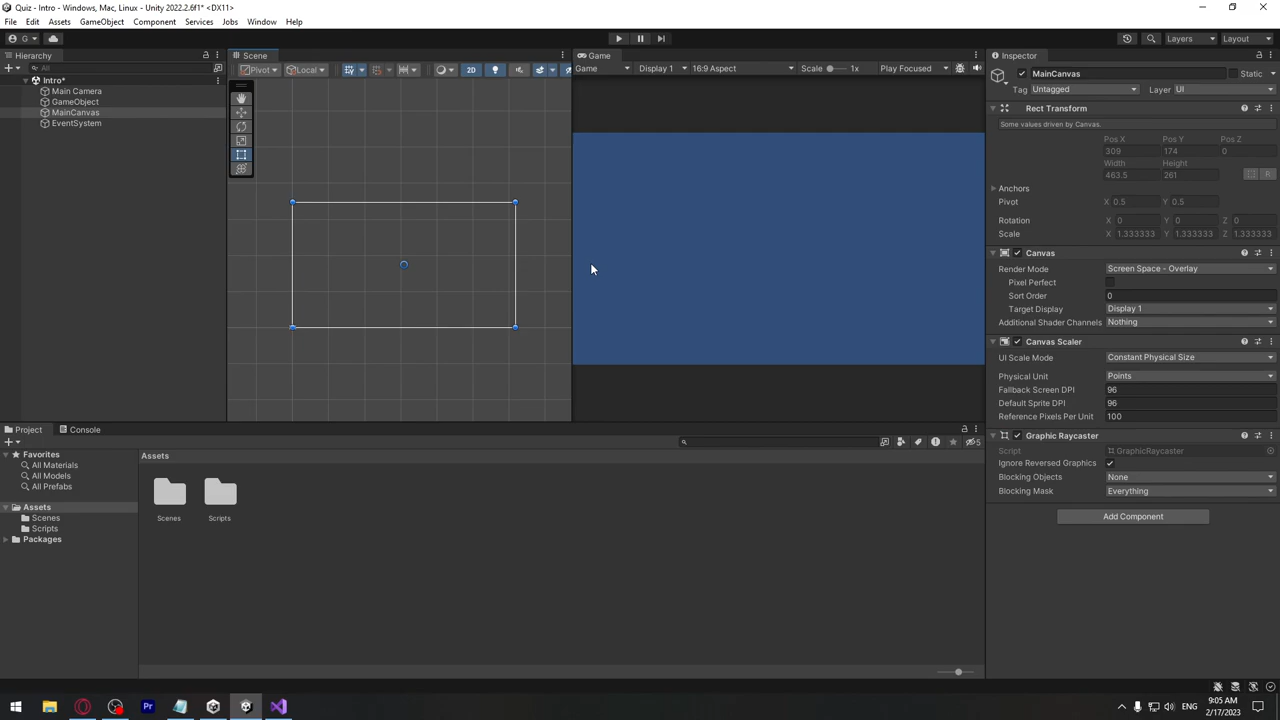 Quiz - Intro - Windows, Mac, Linux - Unity 2022.2.6f1* <DX11>
File Edit Assets GameObject Component Services Jobs Window Help
G Layers Layout
Hierarchy
All
Intro*
Main Camera
GameObject
MainCanvas
EventSystem
Scene
Pivot Local 2D
Game
Game Display 1 16:9 Aspect Scale 1x Play Focused
Inspector
MainCanvas Static
Tag Untagged Layer UI
Rect Transform
Some values driven by Canvas.
Pos X Pos Y Pos Z
309 174 0
Width Height
463.5 261 R
Anchors
Pivot X 0.5 Y 0.5
Rotation X 0 Y 0 Z 0
Scale X 1.333333 Y 1.333333 Z 1.333333
Canvas
Render Mode Screen Space - Overlay
Pixel Perfect
Sort Order 0
Target Display Display 1
Additional Shader Channels Nothing
Canvas Scaler
UI Scale Mode Constant Physical Size
Physical Unit Points
Fallback Screen DPI 96
Default Sprite DPI 96
Reference Pixels Per Unit 100
Graphic Raycaster
Script GraphicRaycaster
Ignore Reversed Graphics
Blocking Objects None
Blocking Mask Everything
Add Component
Project Console
5
Favorites
All Materials
All Models
All Prefabs
Assets
Scenes
Scripts
Packages
Assets
Scenes Scripts
Pr
ENG
9:05 AM
2/17/2023